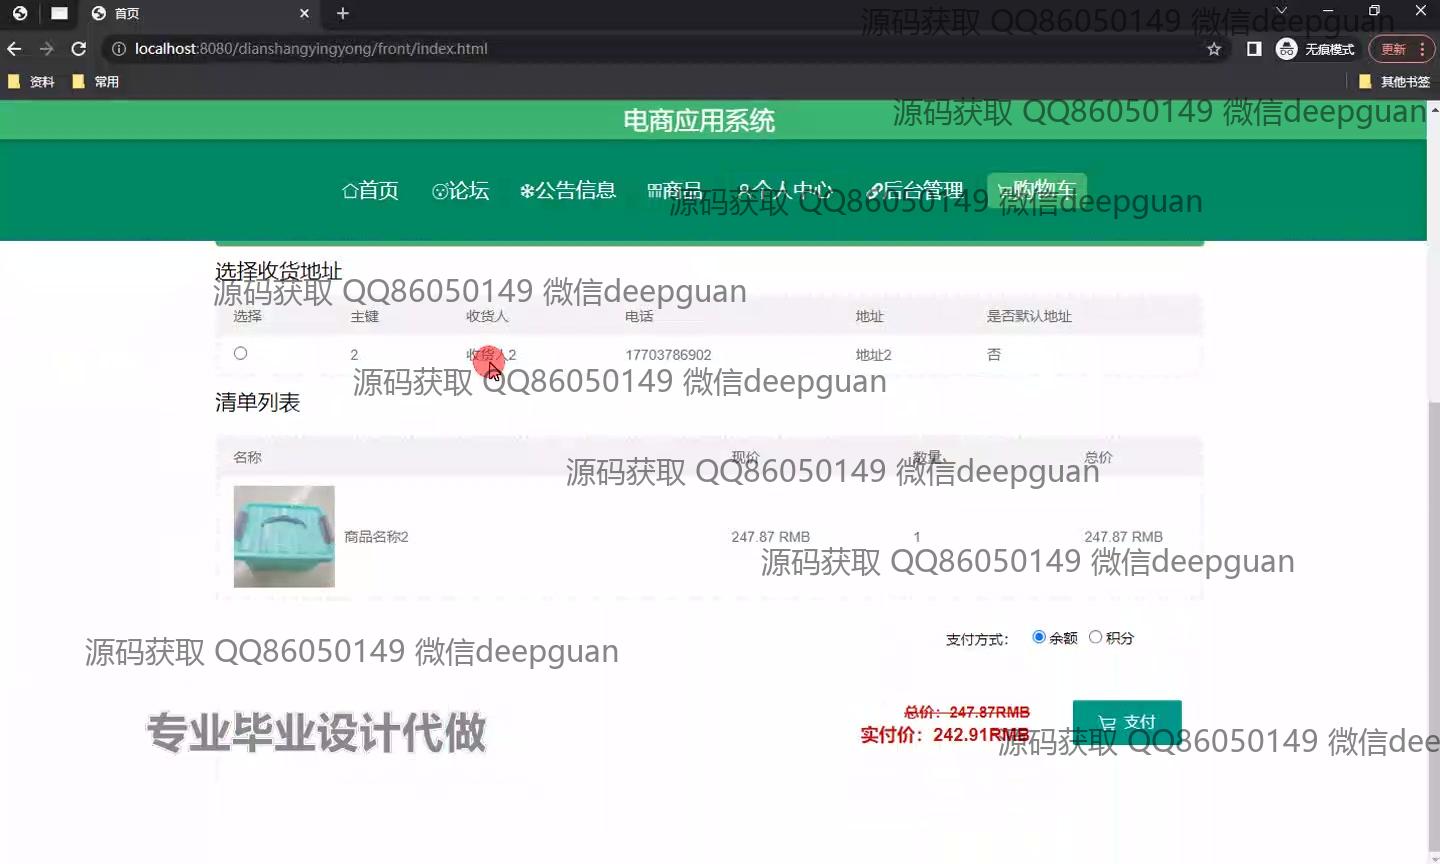 首页
localhost:8080/dianshangyingyong/front/index.html
无痕模式
更新
资料
常用
其他书签
源码获取 QQ86050149 微信deepguan
电商应用系统
源码获取 QQ86050149 微信deepguan
首页
论坛
公告信息
商品
个人中心
后台管理
购物车
源码获取 QQ86050149 微信deepguan
选择收货地址
源码获取 QQ86050149 微信deepguan
选择 主键 收货人 电话 地址 是否默认地址
2 收货人2 17703786902 地址2 否
源码获取 QQ86050149 微信deepguan
清单列表
名称 现价 数量 总价
源码获取 QQ86050149 微信deepguan
商品名称2 247.87 RMB 1 247.87 RMB
源码获取 QQ86050149 微信deepguan
支付方式： 余额 积分
源码获取 QQ86050149 微信deepguan
专业毕业设计代做
总价：247.87RMB
实付价：242.91RMB
支付
源码获取 QQ86050149 微信dee